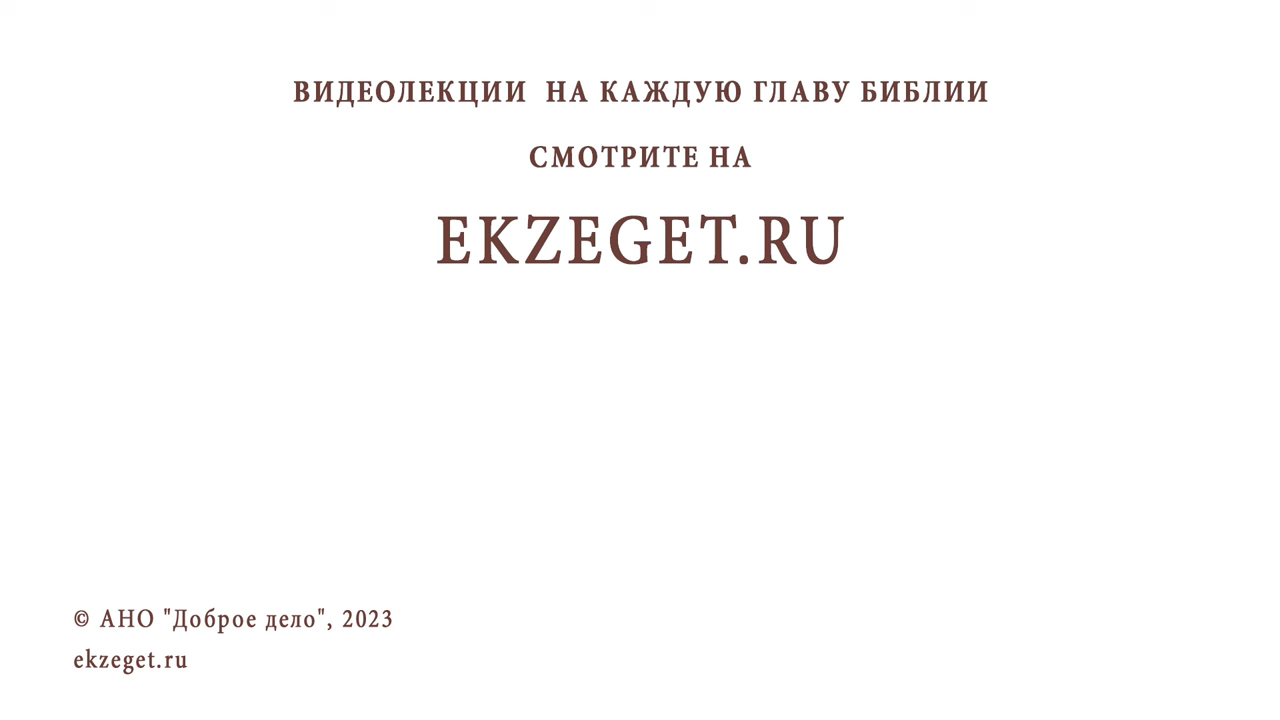 ВИДЕОЛЕКЦИИ НА КАЖДУЮ ГЛАВУ БИБЛИИ
СМОТРИТЕ НА
EKZEGET.RU
© АНО "Доброе дело", 2023
ekzeget.ru